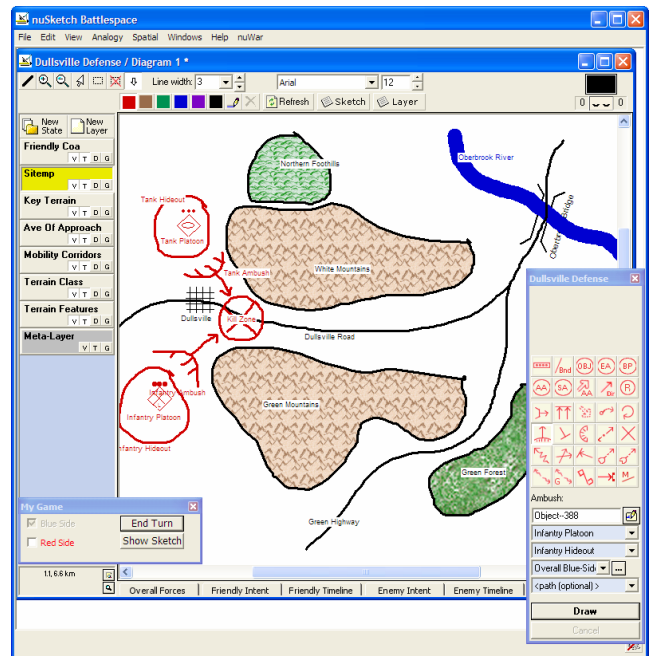 nuSketch Battlespace
File Edit View Analogy Spatial Windows Help nuWar
Dullsville Defense / Diagram 1 *
Line width: 3 Arial 12
Refresh Sketch Layer 0 0
New State
New Layer
Friendly Coa
V T D G
Sitemp
V T D G
Key Terrain
V T D G
Ave Of Approach
V T D G
Mobility Corridors
V T D G
Terrain Class
V T D G
Terrain Features
V T D G
Meta-Layer
V T G
Northern Foothills
Oberbrook River
Tank Hideout
Tank Platoon
White Mountains
Tank Ambush
Dullsville
Kill Zone
Dullsville Road
Infantry Ambush
Infantry Platoon
Green Mountains
nfantry Hideout
Green Forest
Green Highway
My Game
Blue Side
End Turn
Red Side
Show Sketch
1.1, 6.6 km
Overall Forces Friendly Intent Friendly Timeline Enemy Intent Enemy Timeline
Dullsville Defense
Bnd OBJ EA BP
AA SA AA Dir R
G M
Ambush:
Object--388
Infantry Platoon
Infantry Hideout
Overall Blue-Side ...
<path (optional)>
Draw
Cancel